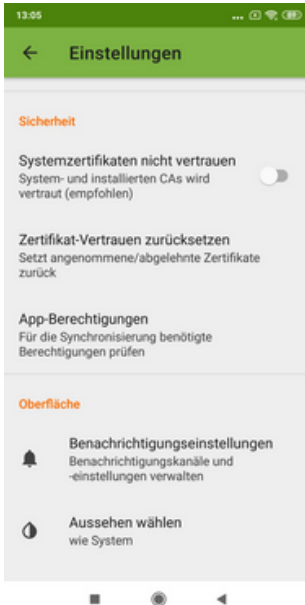 13:05
Einstellungen
Sicherheit
Systemzertifikaten nicht vertrauen
System- und installierten CAs wird
vertraut (empfohlen)
Zertifikat-Vertrauen zurücksetzen
Setzt angenommene/abgelehnte Zertifikate
zurück
App-Berechtigungen
Für die Synchronisierung benötigte
Berechtigungen prüfen
Oberfläche
Benachrichtigungseinstellungen
Benachrichtigungskanäle und
-einstellungen verwalten
Aussehen wählen
wie System